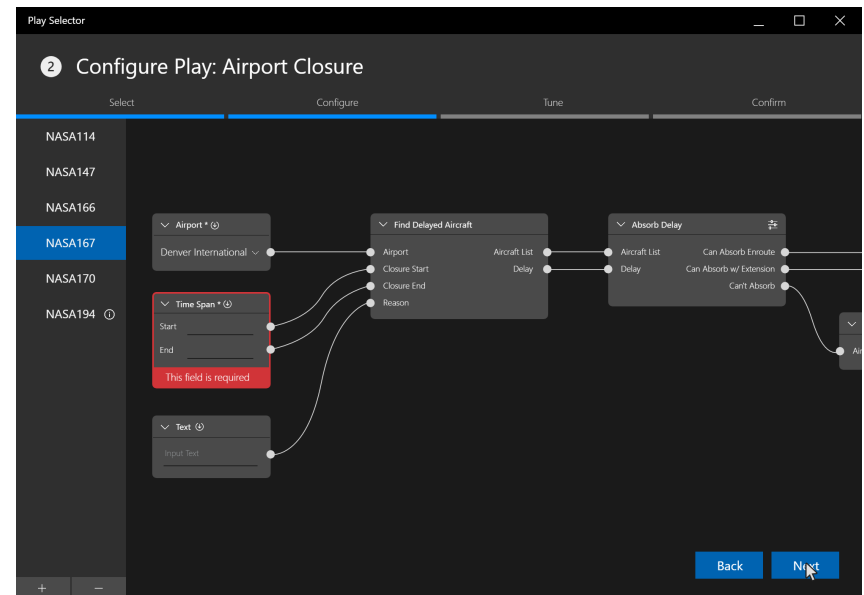 Play Selector
2 Configure Play: Airport Closure
Select Configure Tune Confirm
NASA114
NASA147
NASA166
NASA167
NASA170
NASA194
Airport *
Denver International
Time Span *
Start
End
This field is required
Text
Input Text
Find Delayed Aircraft
Airport Aircraft List
Closure Start Delay
Closure End
Reason
Absorb Delay
Aircraft List Can Absorb Enroute
Delay Can Absorb w/ Extension
Can't Absorb
Back Next
+ −